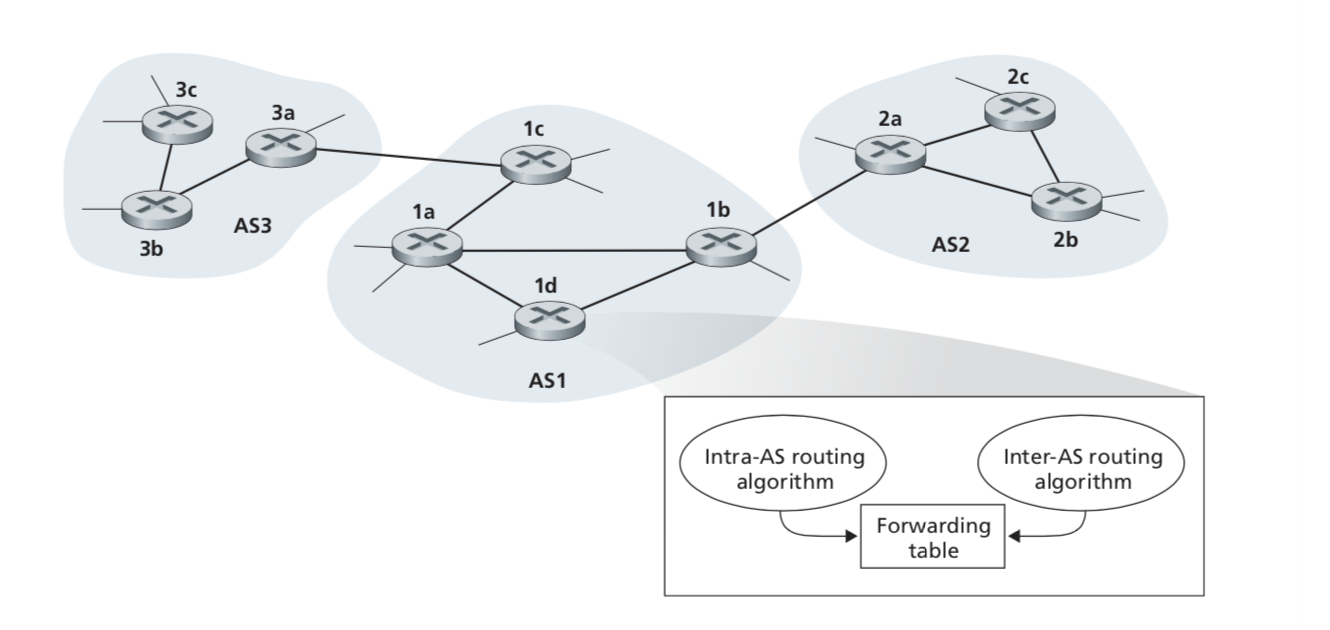 3c
3a
3b
AS3
1c
1a
1b
1d
AS1
2c
2a
2b
AS2
Intra-AS routing
algorithm
Inter-AS routing
algorithm
Forwarding
table